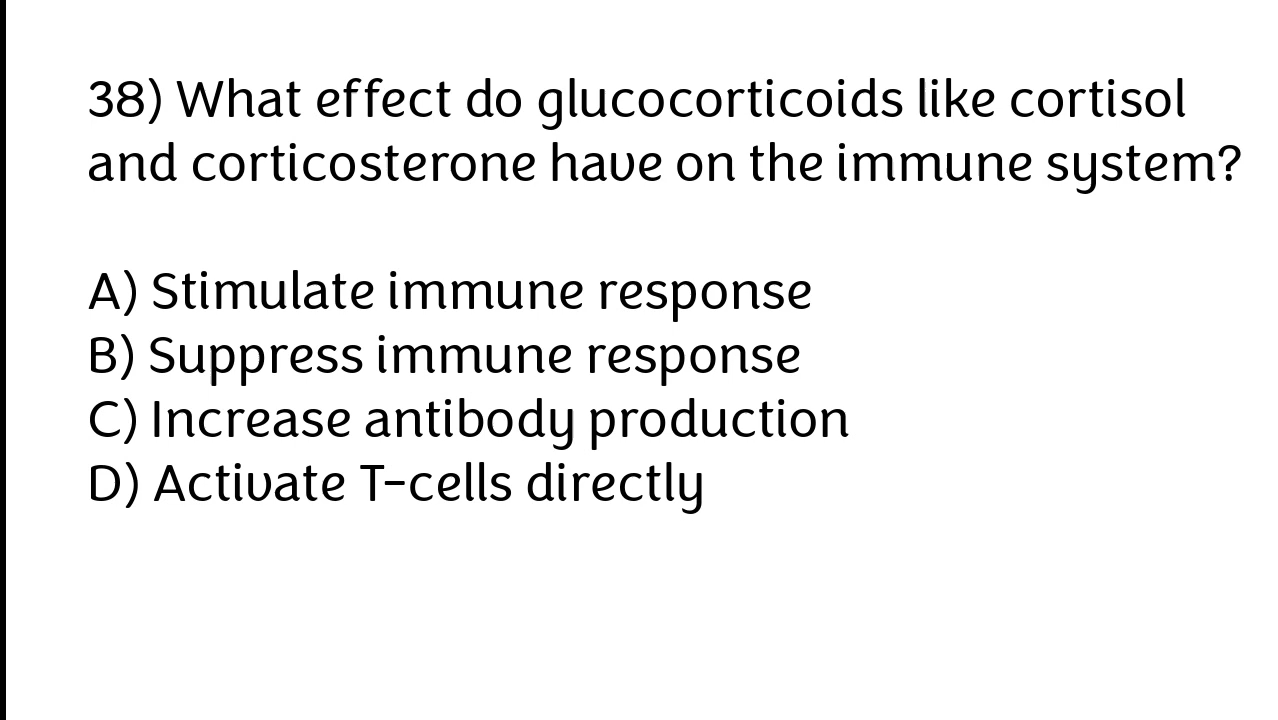 38) What effect do glucocorticoids like cortisol
and corticosterone have on the immune system?
A) Stimulate immune response
B) Suppress immune response
C) Increase antibody production
D) Activate T-cells directly